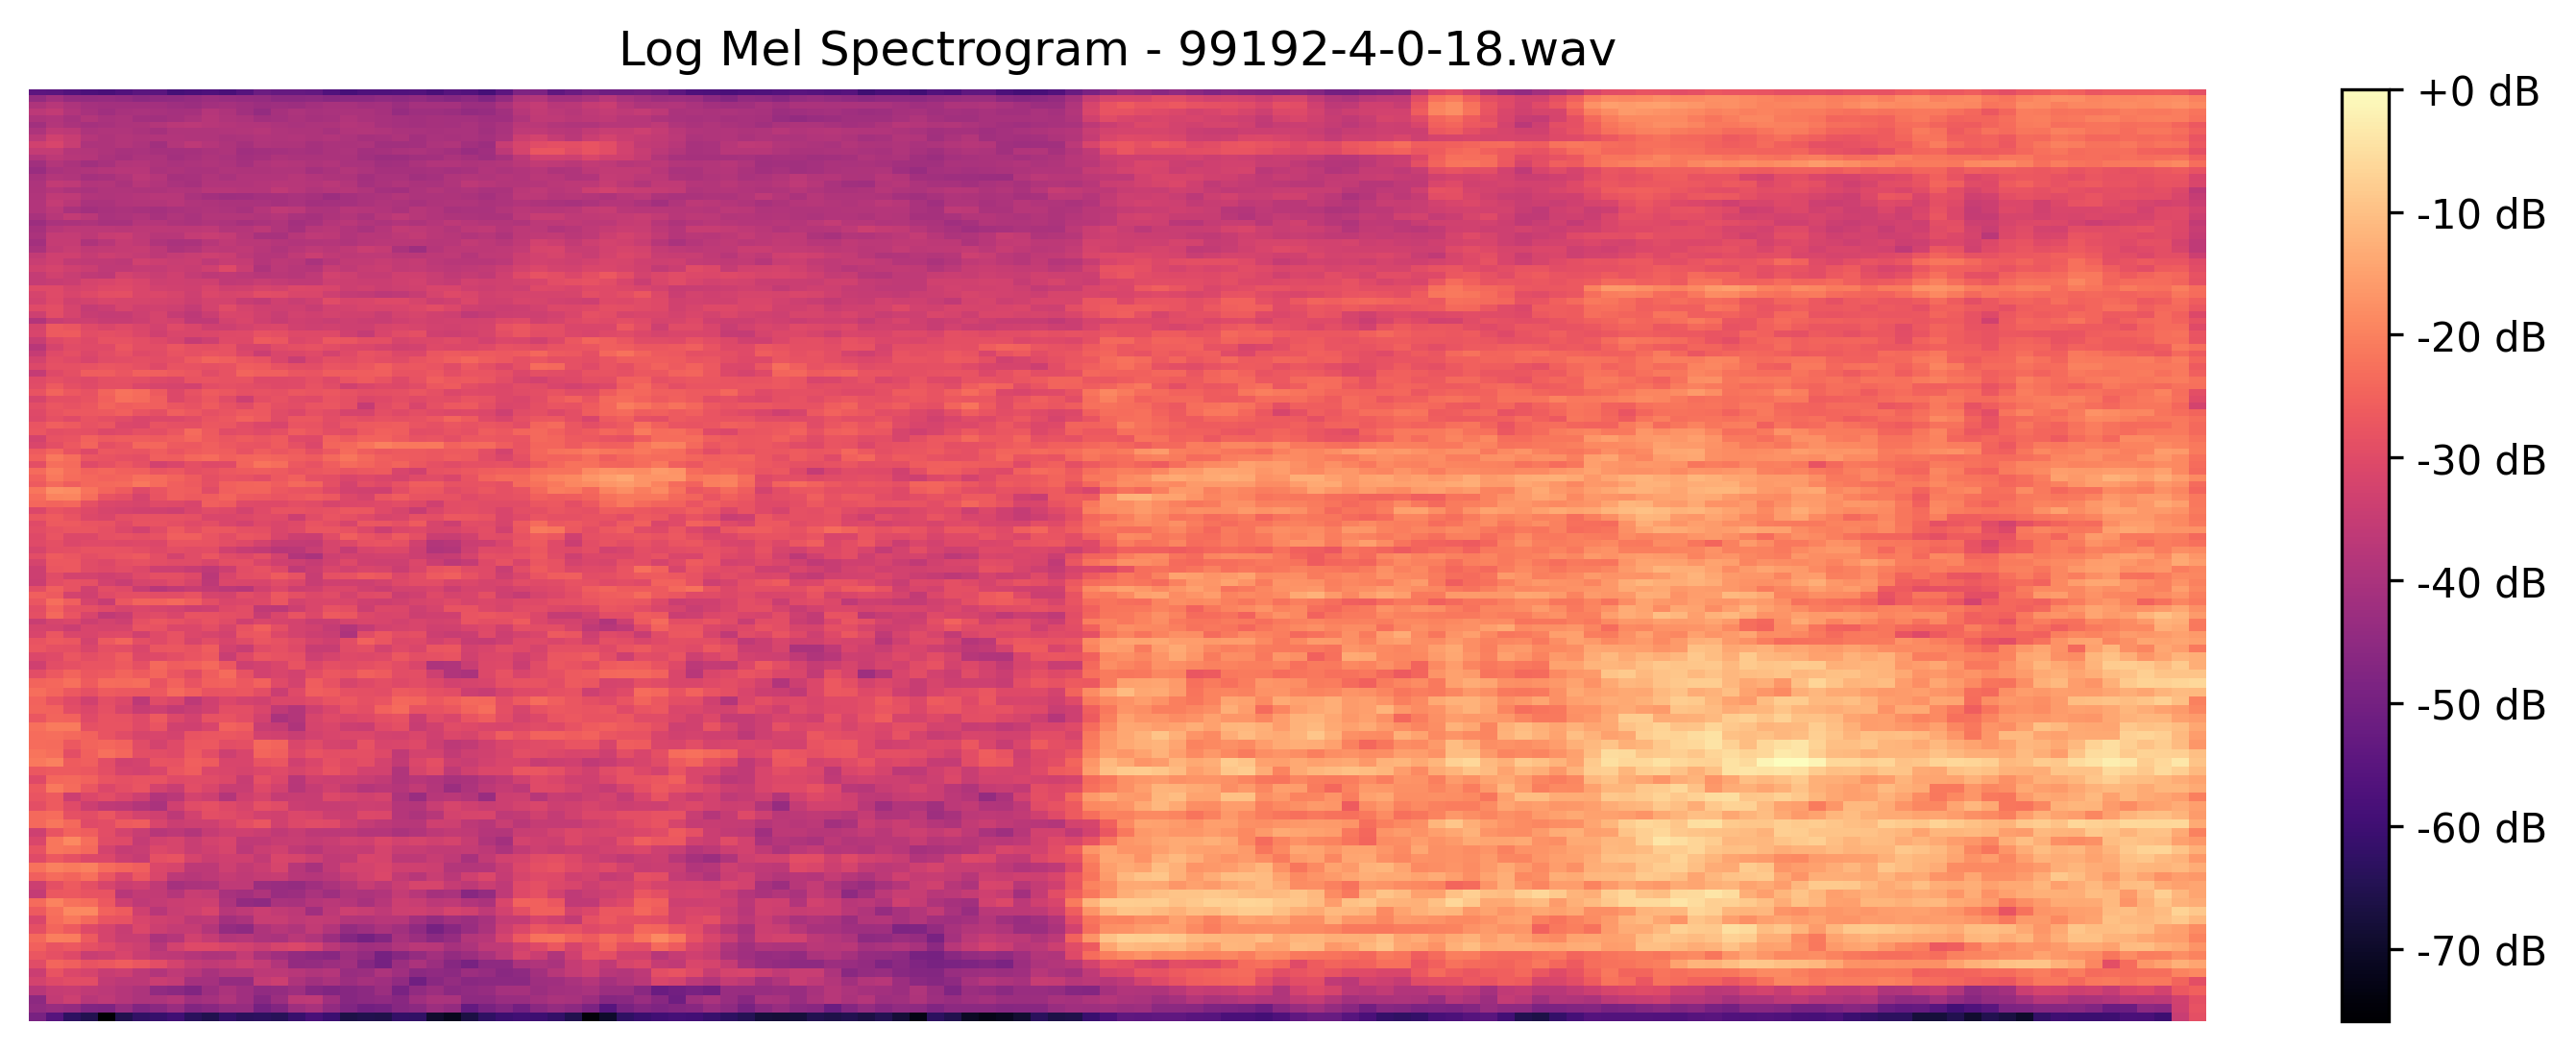 Log Mel Spectrogram - 99192-4-0-18.wav
+0 dB
-10 dB
-20 dB
-30 dB
-40 dB
-50 dB
-60 dB
-70 dB